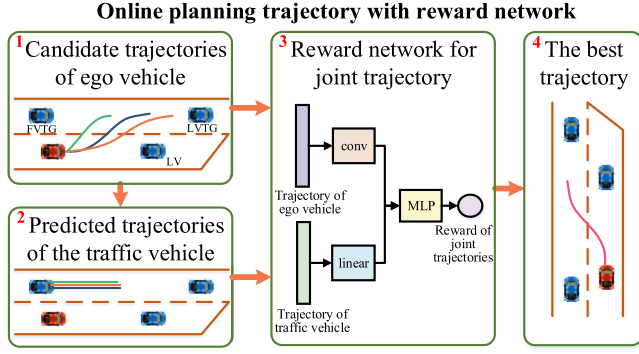 Online planning trajectory with reward network
1 Candidate trajectories
of ego vehicle
FVTG
LVTG
LV
2 Predicted trajectories
of the traffic vehicle
3 Reward network for
joint trajectory
conv
Trajectory of
ego vehicle
MLP
Reward of
joint
trajectories
linear
Trajectory of
traffic vehicle
4 The best
trajectory